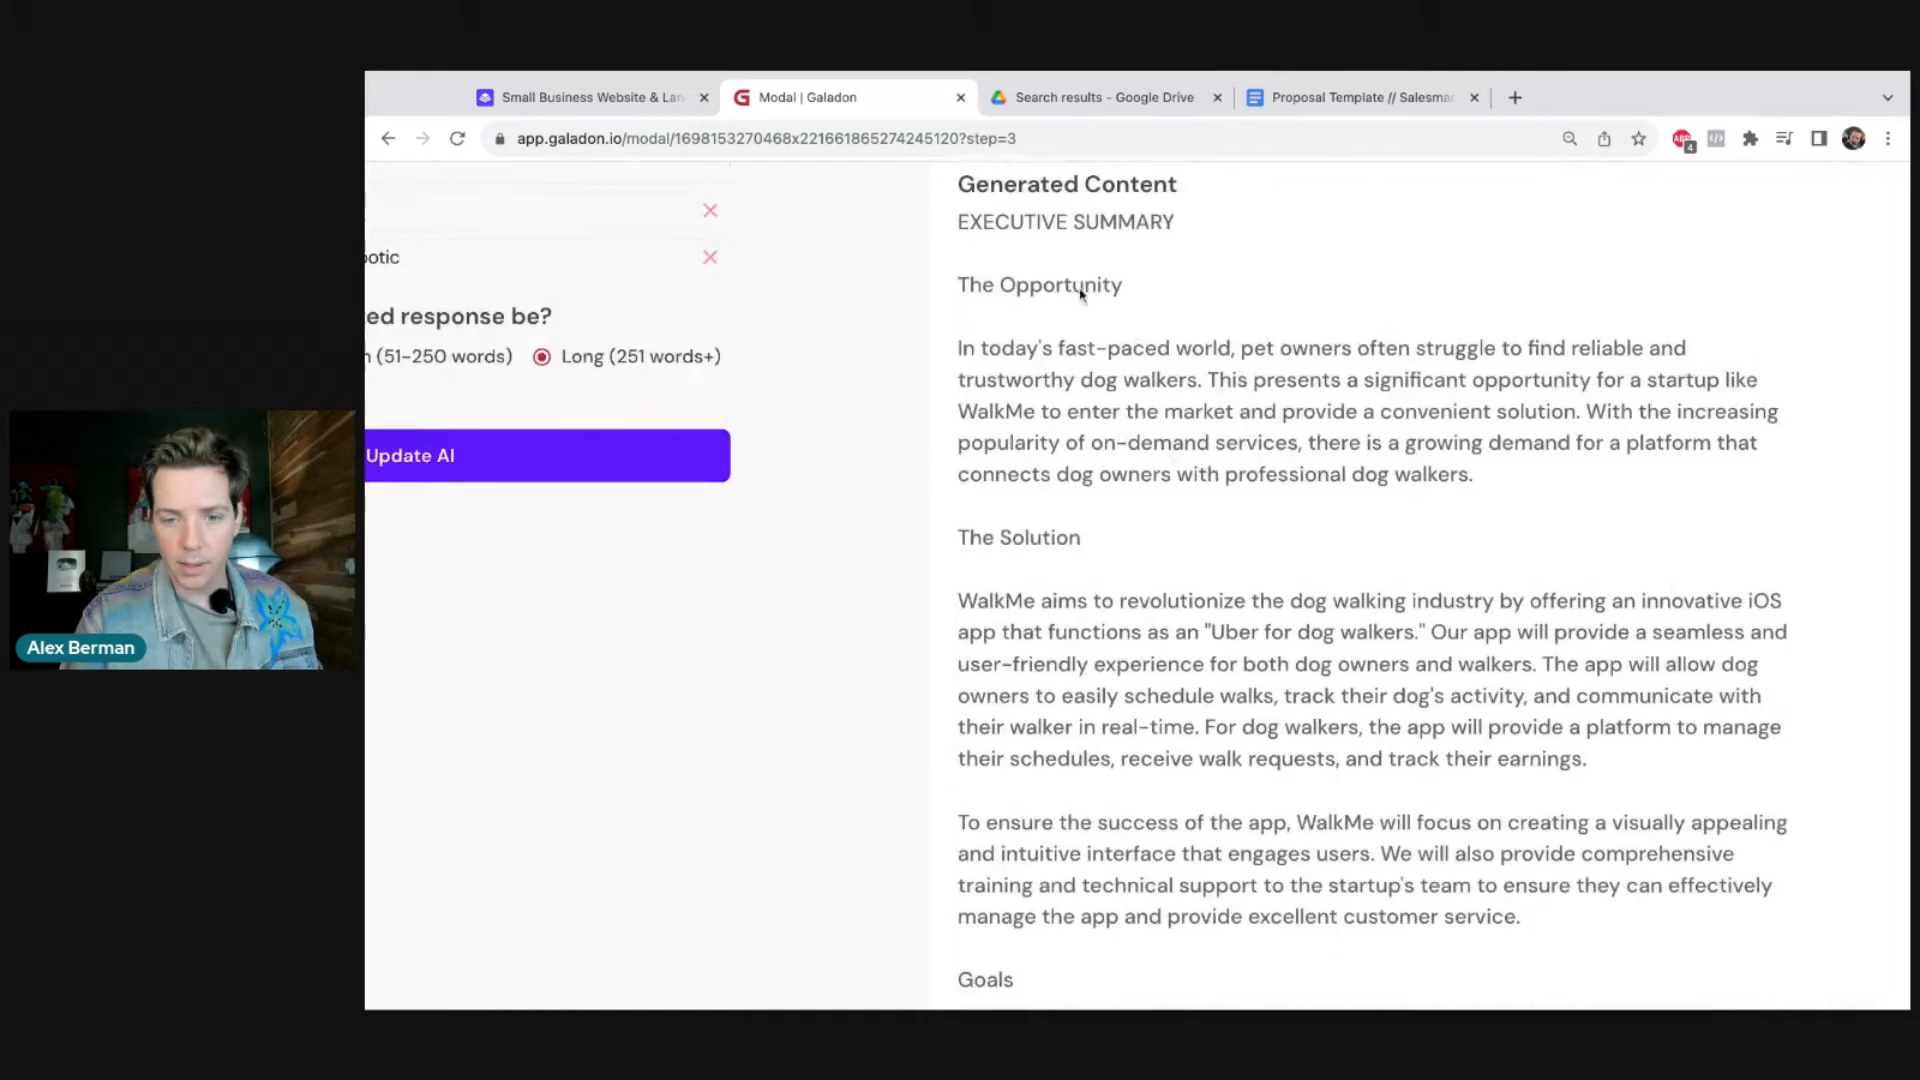 Small Business Website & Lan
Modal | Galadon
Search results - Google Drive
Proposal Template // Salesma
app.galadon.io/modal/1698153270468x221661865274245120?step=3
4
otic
ed response be?
(51-250 words)
Long (251 words+)
Update AI
Generated Content
EXECUTIVE SUMMARY
The Opportunity
In today's fast-paced world, pet owners often struggle to find reliable and
trustworthy dog walkers. This presents a significant opportunity for a startup like
WalkMe to enter the market and provide a convenient solution. With the increasing
popularity of on-demand services, there is a growing demand for a platform that
connects dog owners with professional dog walkers.
The Solution
WalkMe aims to revolutionize the dog walking industry by offering an innovative iOS
app that functions as an "Uber for dog walkers." Our app will provide a seamless and
user-friendly experience for both dog owners and walkers. The app will allow dog
owners to easily schedule walks, track their dog's activity, and communicate with
their walker in real-time. For dog walkers, the app will provide a platform to manage
their schedules, receive walk requests, and track their earnings.
To ensure the success of the app, WalkMe will focus on creating a visually appealing
and intuitive interface that engages users. We will also provide comprehensive
training and technical support to the startup's team to ensure they can effectively
manage the app and provide excellent customer service.
Goals
Alex Berman